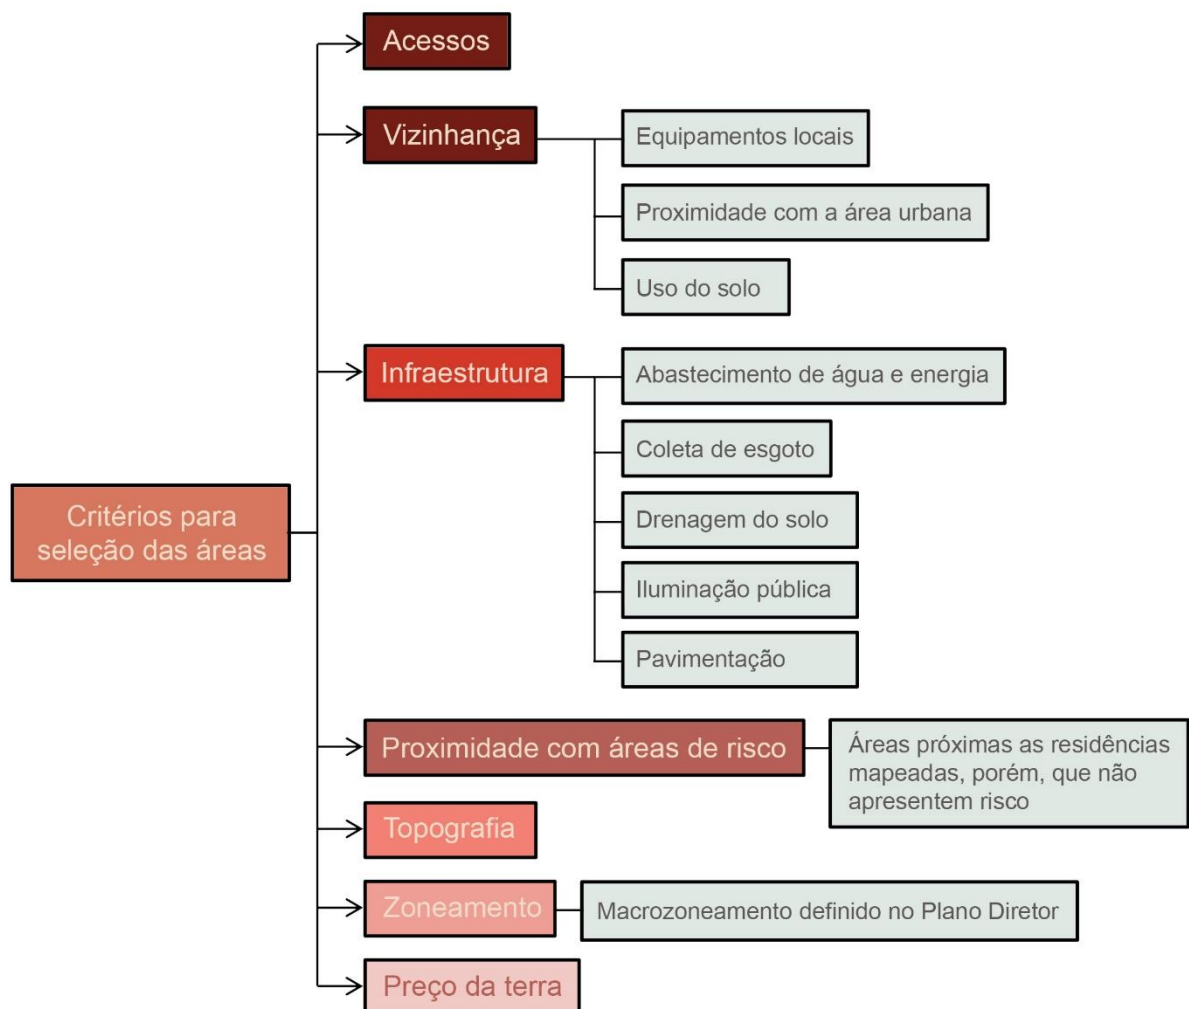 Acessos
Vizinhança
Equipamentos locais
Proximidade com a área urbana
Uso do solo
Infraestrutura
Abastecimento de água e energia
Coleta de esgoto
Drenagem do solo
Iluminação pública
Pavimentação
Critérios para
seleção das áreas
Proximidade com áreas de risco
Áreas próximas as residências
mapeadas, porém, que não
apresentem risco
Topografia
Zoneamento
Macrozoneamento definido no Plano Diretor
Preço da terra